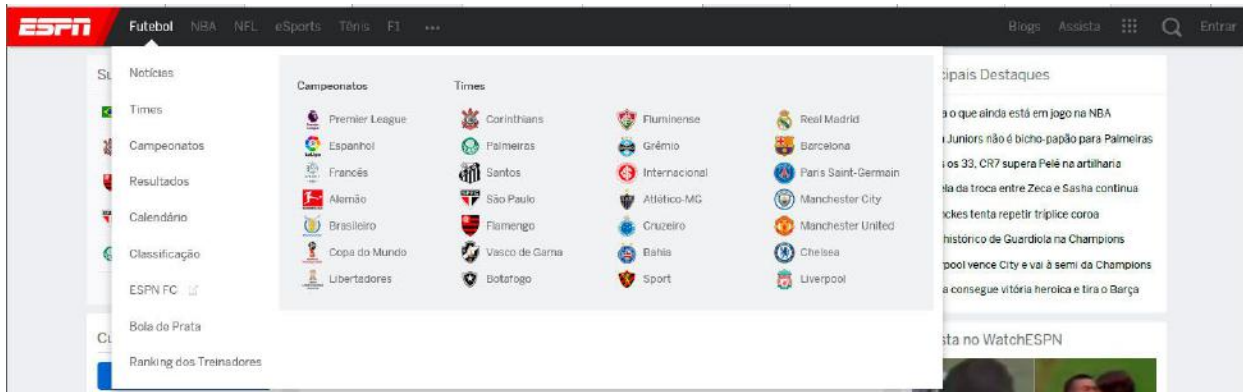 ESPN Futebol NBA NFL eSports Tênis F1 ••• Blogs Assista Entrar
Notícias
Times
Campeonatos
Resultados
Calendário
Classificação
ESPN FC
Bola de Prata
Ranking dos Treinadores
Campeonatos
Premier League
Espanhol
Francês
Alemão
Brasileiro
Copa do Mundo
Libertadores
Times
Corinthians
Palmeiras
Santos
São Paulo
Flamengo
Vasco da Gama
Botafogo
Fluminense
Grêmio
Internacional
Atlético-MG
Cruzeiro
Bahia
Sport
Real Madrid
Barcelona
Paris Saint-Germain
Manchester City
Manchester United
Chelsea
Liverpool
cipais Destaques
a o que ainda está em jogo na NBA
Juniors não é bicho-papão para Palmeiras
os 33, CR7 supera Pelé na artilharia
ela da troca entre Zeca e Sasha continua
ckes tenta repetir tríplice coroa
histórico de Guardiola na Champions
pool vence City e vai à semi da Champions
a consegue vitória heroica e tira o Barça
sta no WatchESPN